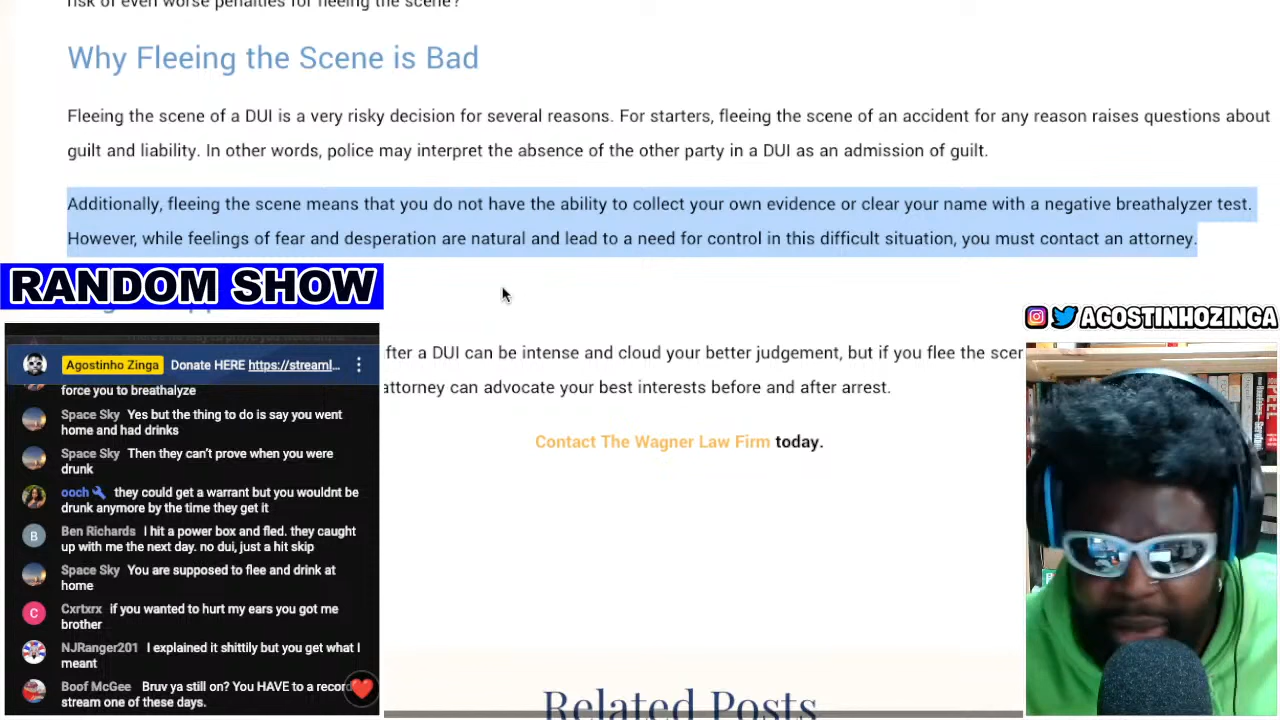 risk of even worse penalties for fleeing the scene?
Why Fleeing the Scene is Bad
Fleeing the scene of a DUI is a very risky decision for several reasons. For starters, fleeing the scene of an accident for any reason raises questions about
guilt and liability. In other words, police may interpret the absence of the other party in a DUI as an admission of guilt.
Additionally, fleeing the scene means that you do not have the ability to collect your own evidence or clear your name with a negative breathalyzer test.
However, while feelings of fear and desperation are natural and lead to a need for control in this difficult situation, you must contact an attorney.
RANDOM SHOW
fter a DUI can be intense and cloud your better judgement, but if you flee the scen
attorney can advocate your best interests before and after arrest.
Contact The Wagner Law Firm today.
Related Posts
Agostinho Zinga Donate HERE https://streaml...
force you to breathalyze
Space Sky Yes but the thing to do is say you went
home and had drinks
Space Sky Then they can't prove when you were
drunk
ooch they could get a warrant but you wouldnt be
drunk anymore by the time they get it
B
Ben Richards I hit a power box and fled. they caught
up with me the next day. no dui, just a hit skip
Space Sky You are supposed to flee and drink at
home
C
Cxrtxrx if you wanted to hurt my ears you got me
brother
NJRanger201 I explained it shittily but you get what I
meant
Boof McGee Bruv ya still on? You HAVE to a record
stream one of these days.
AGOSTINHOZINGA